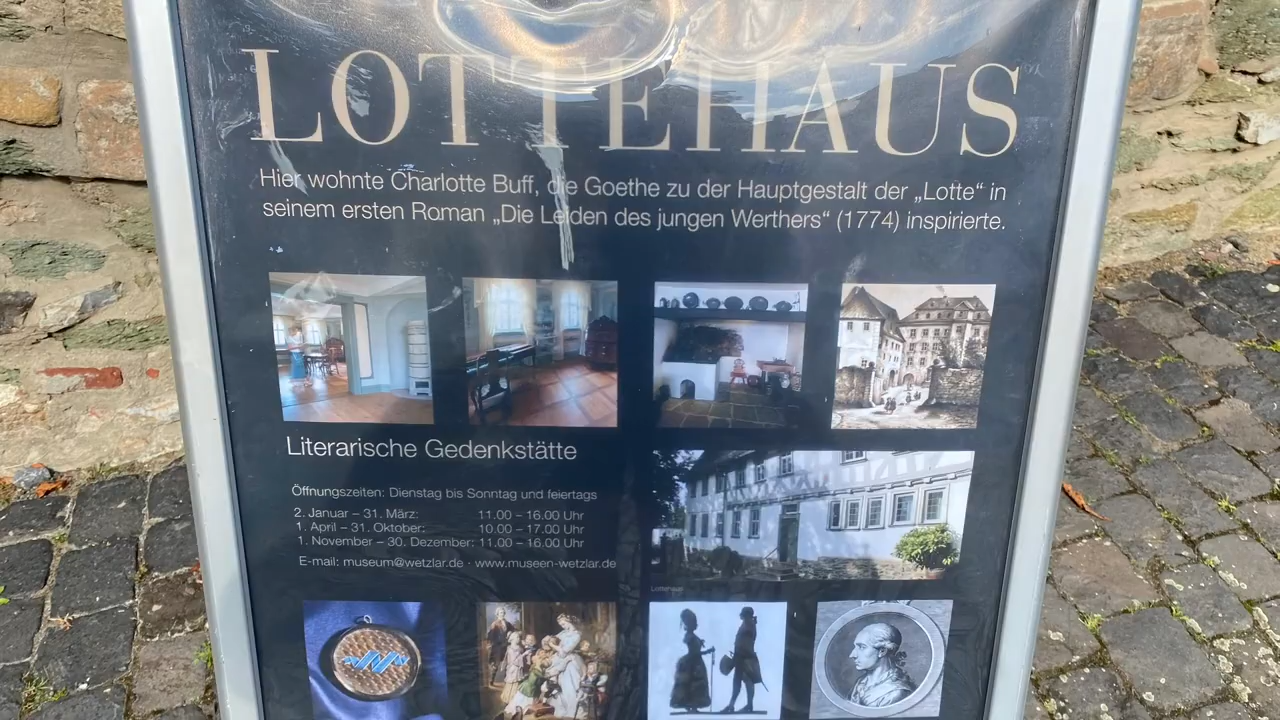 LOTTEHAUS
Hier wohnte Charlotte Buff, die Goethe zu der Hauptgestalt der „Lotte“ in
seinem ersten Roman „Die Leiden des jungen Werthers“ (1774) inspirierte.
Literarische Gedenkstätte
Öffnungszeiten: Dienstag bis Sonntag und feiertags
2. Januar – 31. März: 11.00 – 16.00 Uhr
1. April – 31. Oktober: 10.00 – 17.00 Uhr
1. November – 30. Dezember: 11.00 – 16.00 Uhr
E-mail: museum@wetzlar.de · www.museen-wetzlar.de
Lottehaus